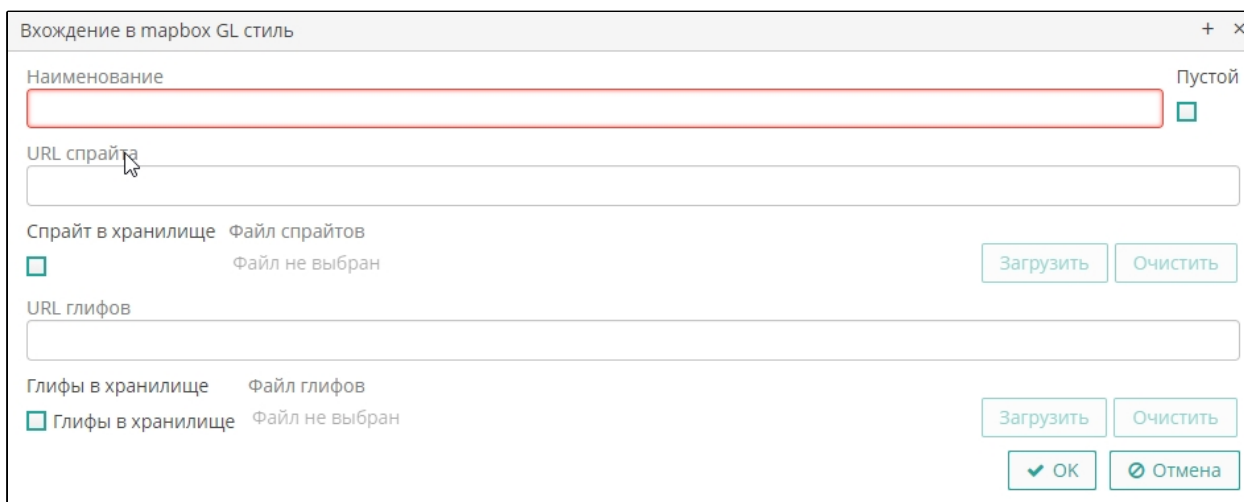 Вхождение в mapbox GL стиль + ×
Наименование Пустой
URL спрайта
Спрайт в хранилище Файл спрайтов
Файл не выбран Загрузить Очистить
URL глифов
Глифы в хранилище Файл глифов
Глифы в хранилище Файл не выбран Загрузить Очистить
OK Отмена